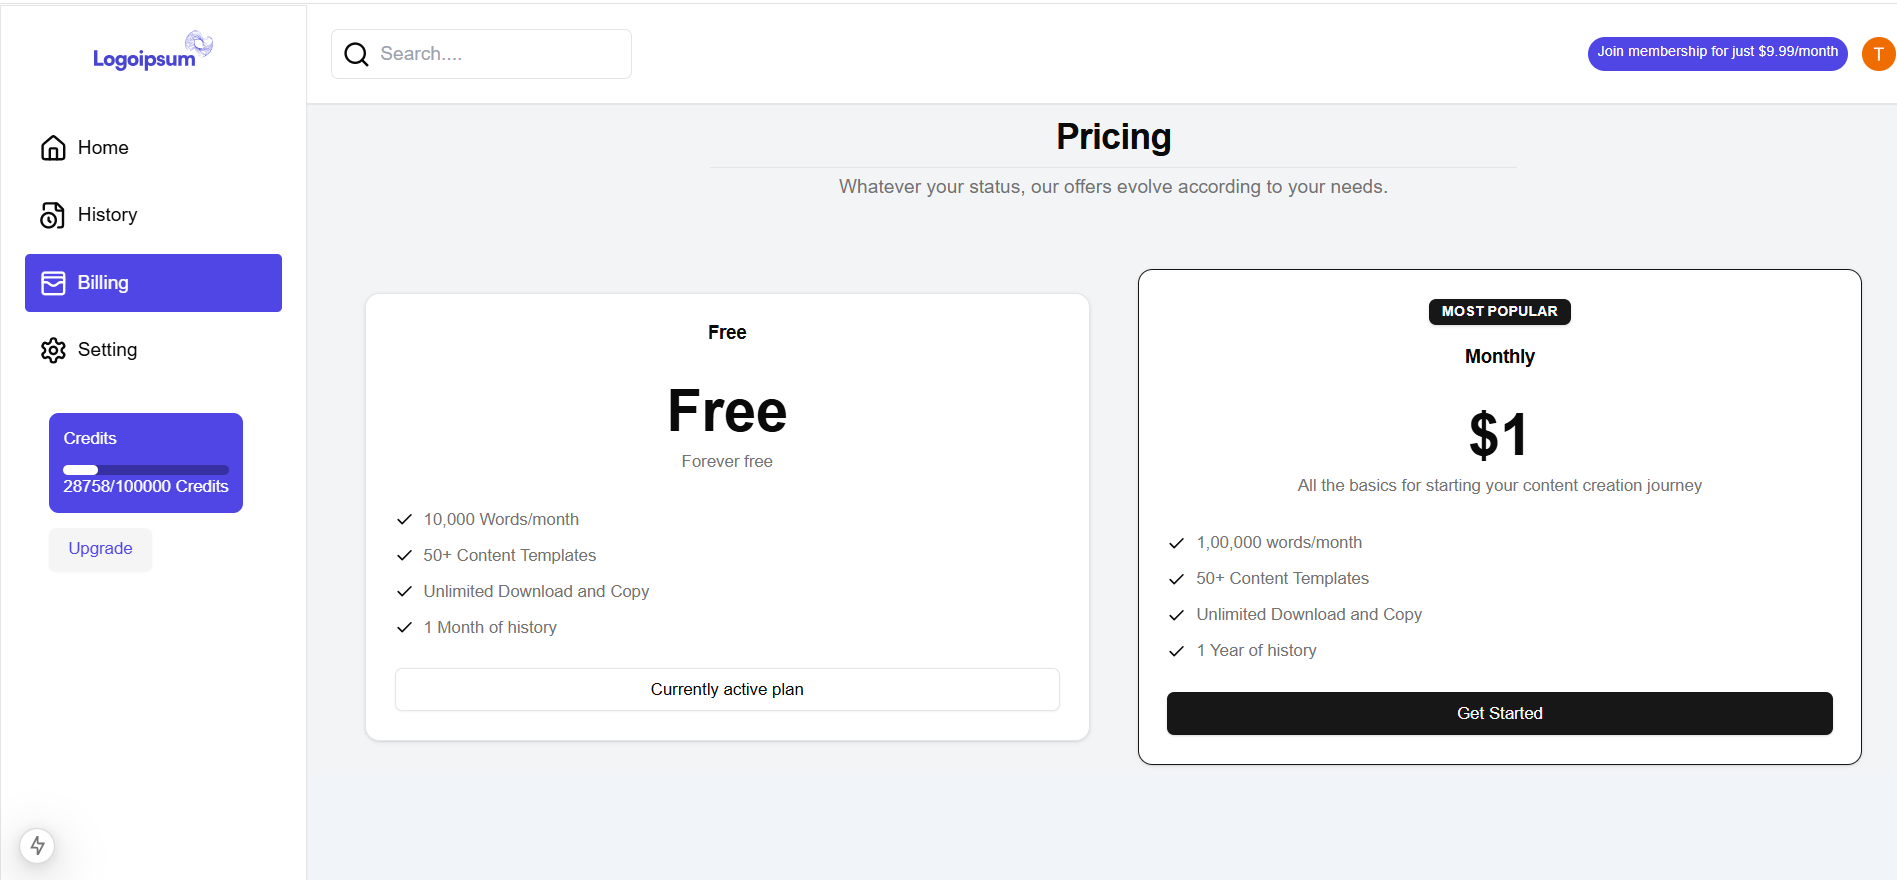 Logoipsum
Search....
Join membership for just $9.99/month
T
Home
History
Billing
Setting
Credits
28758/100000 Credits
Upgrade
Pricing
Whatever your status, our offers evolve according to your needs.
Free
Free
Forever free
10,000 Words/month
50+ Content Templates
Unlimited Download and Copy
1 Month of history
Currently active plan
MOST POPULAR
Monthly
$1
All the basics for starting your content creation journey
1,00,000 words/month
50+ Content Templates
Unlimited Download and Copy
1 Year of history
Get Started